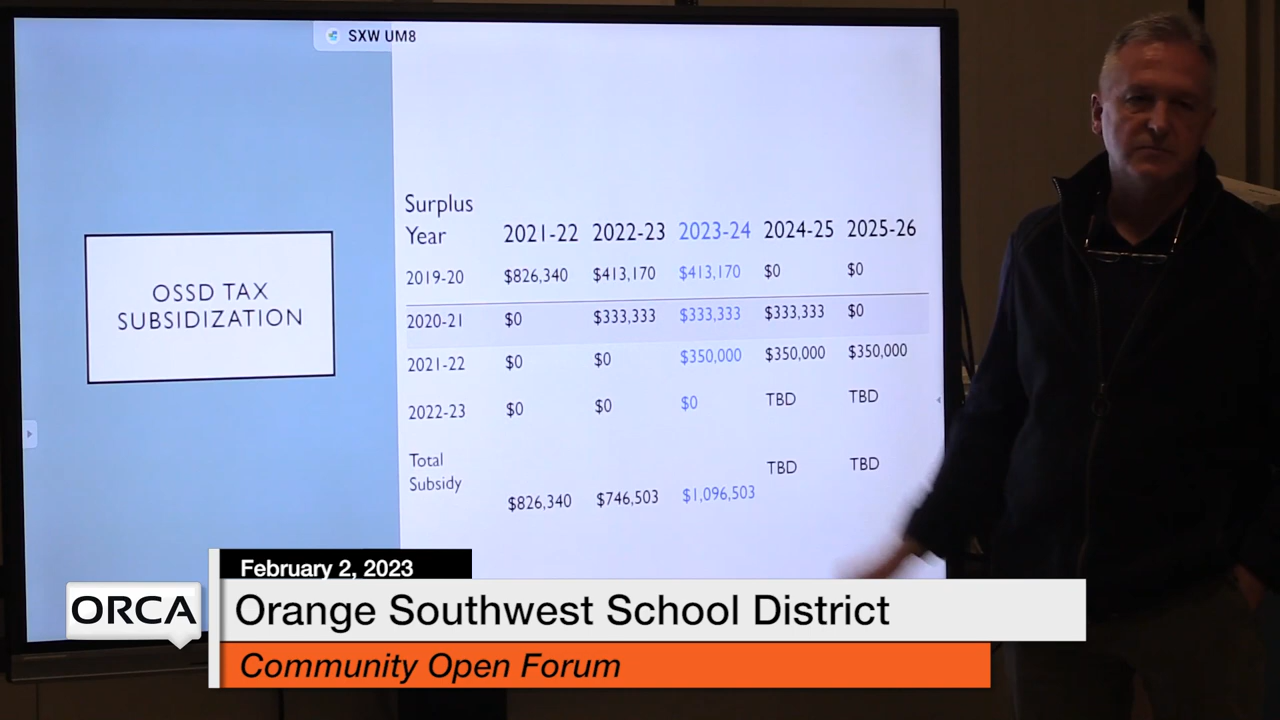 SXW UM8
OSSD TAX
SUBSIDIZATION
Surplus
Year 2021-22 2022-23 2023-24 2024-25 2025-26
2019-20 $826,340 $413,170 $413,170 $0 $0
2020-21 $0 $333,333 $333,333 $333,333 $0
2021-22 $0 $0 $350,000 $350,000 $350,000
2022-23 $0 $0 $0 TBD TBD
Total
Subsidy $826,340 $746,503 $1,096,503 TBD TBD
February 2, 2023
ORCA
Orange Southwest School District
Community Open Forum